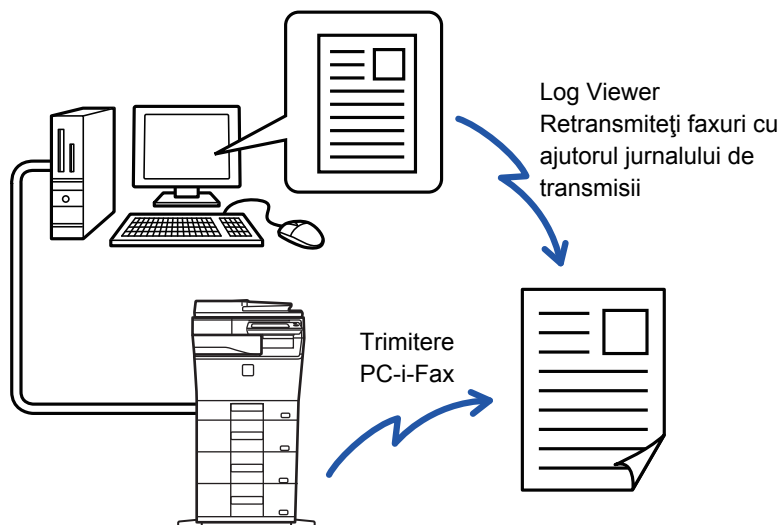 Log Viewer
Retransmiteţi faxuri cu
ajutorul jurnalului de
transmisii
Trimitere
PC-i-Fax